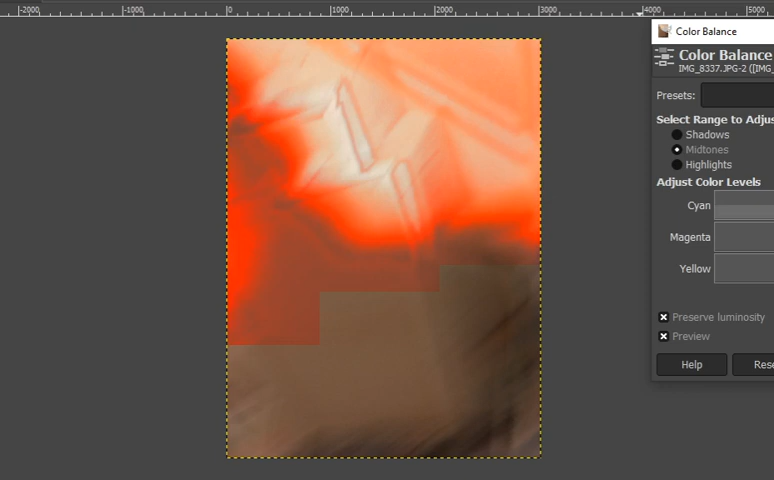 -2000 -1000 0 1000 2000 3000 4000 5000
Color Balance
Color Balance
IMG_8337.JPG-2 ([IMG_
Presets:
Select Range to Adjus
Shadows
Midtones
Highlights
Adjust Color Levels
Cyan
Magenta
Yellow
Preserve luminosity
Preview
Help Rese